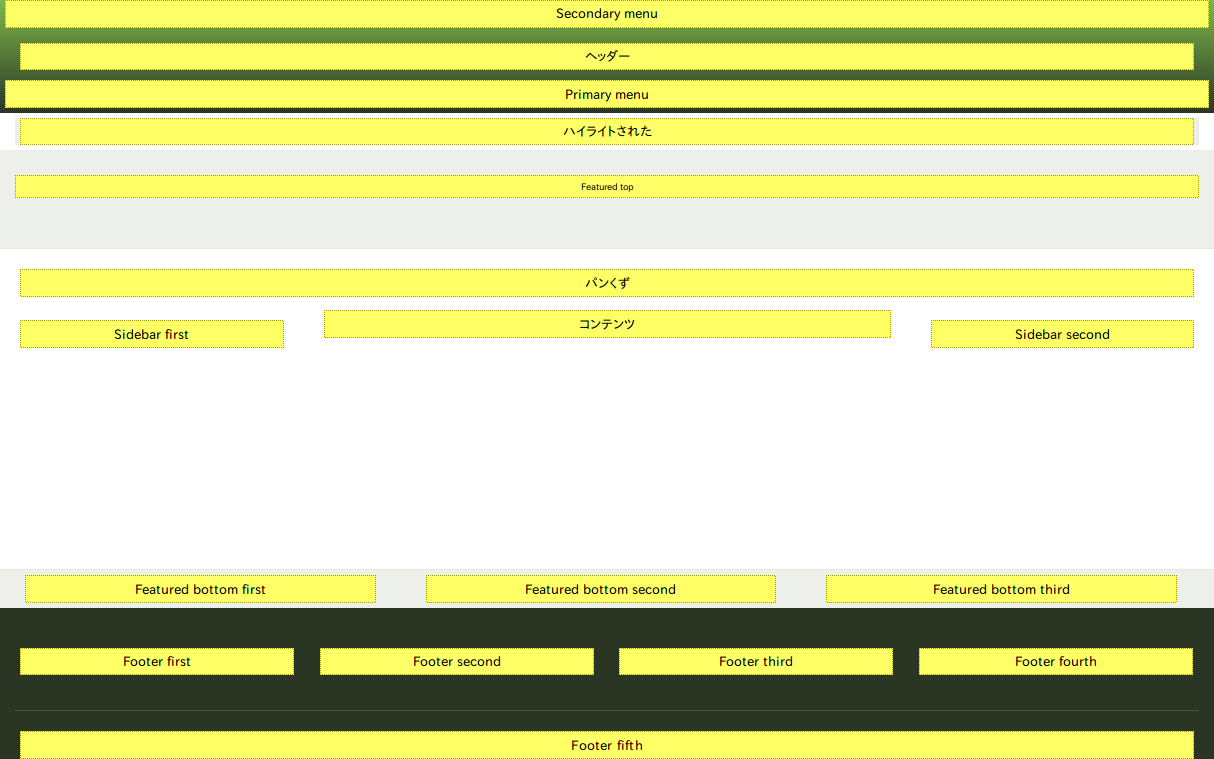 Secondary menu
ヘッダー
Primary menu
ハイライトされた
Featured top
パンくず
Sidebar first
コンテンツ
Sidebar second
Featured bottom first
Featured bottom second
Featured bottom third
Footer first
Footer second
Footer third
Footer fourth
Footer fifth